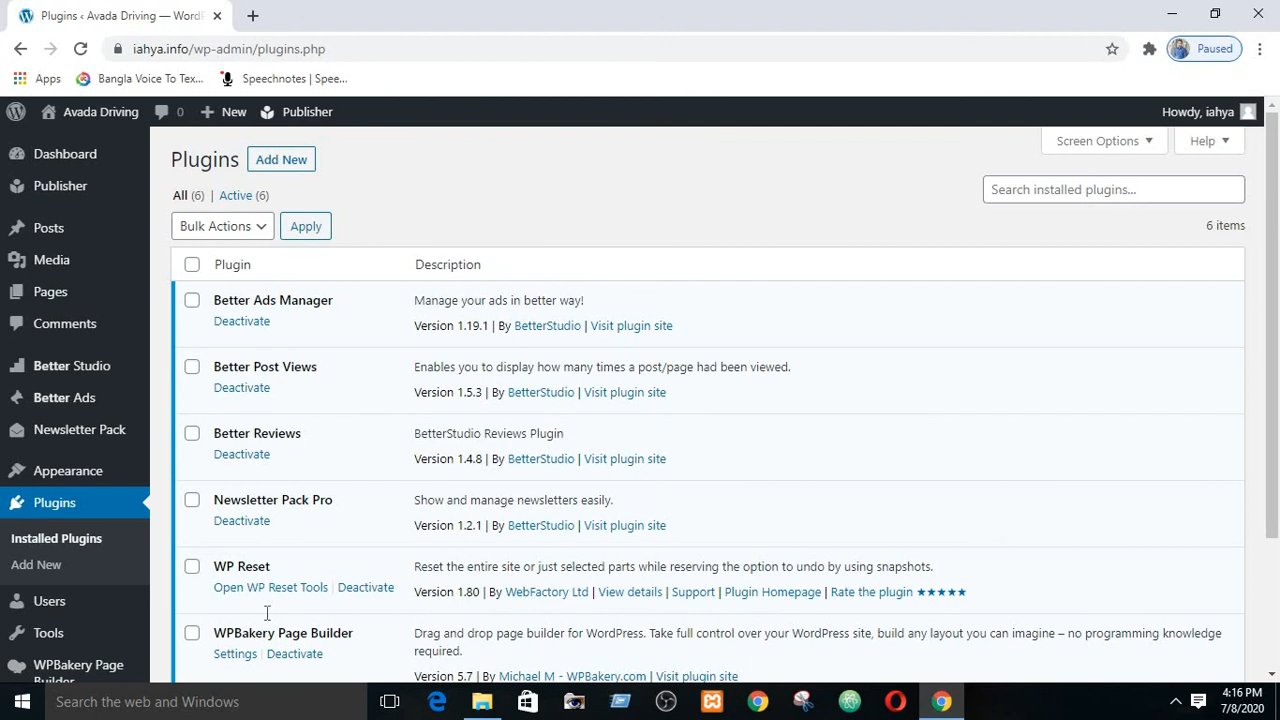 Plugins ‹ Avada Driving — WordP
iahya.info/wp-admin/plugins.php
Paused
Apps
Bangla Voice To Tex...
Speechnotes | Spee...
Avada Driving
0
New
Publisher
Howdy, iahya
Dashboard
Publisher
Posts
Media
Pages
Comments
Better Studio
Better Ads
Newsletter Pack
Appearance
Plugins
Installed Plugins
Add New
Users
Tools
WPBakery Page
Builder
Screen Options
Help
Plugins
Add New
All (6) | Active (6)
Search installed plugins...
Bulk Actions
Apply
6 items
Plugin
Description
Better Ads Manager
Manage your ads in better way!
Deactivate
Version 1.19.1 | By BetterStudio | Visit plugin site
Better Post Views
Enables you to display how many times a post/page had been viewed.
Deactivate
Version 1.5.3 | By BetterStudio | Visit plugin site
Better Reviews
BetterStudio Reviews Plugin
Deactivate
Version 1.4.8 | By BetterStudio | Visit plugin site
Newsletter Pack Pro
Show and manage newsletters easily.
Deactivate
Version 1.2.1 | By BetterStudio | Visit plugin site
WP Reset
Reset the entire site or just selected parts while reserving the option to undo by using snapshots.
Open WP Reset Tools | Deactivate
Version 1.80 | By WebFactory Ltd | View details | Support | Plugin Homepage | Rate the plugin ★★★★★
WPBakery Page Builder
Drag and drop page builder for WordPress. Take full control over your WordPress site, build any layout you can imagine – no programming knowledge
required.
Settings | Deactivate
Version 5.7 | By Michael M - WPBakery.com | Visit plugin site
Search the web and Windows
4:16 PM
7/8/2020